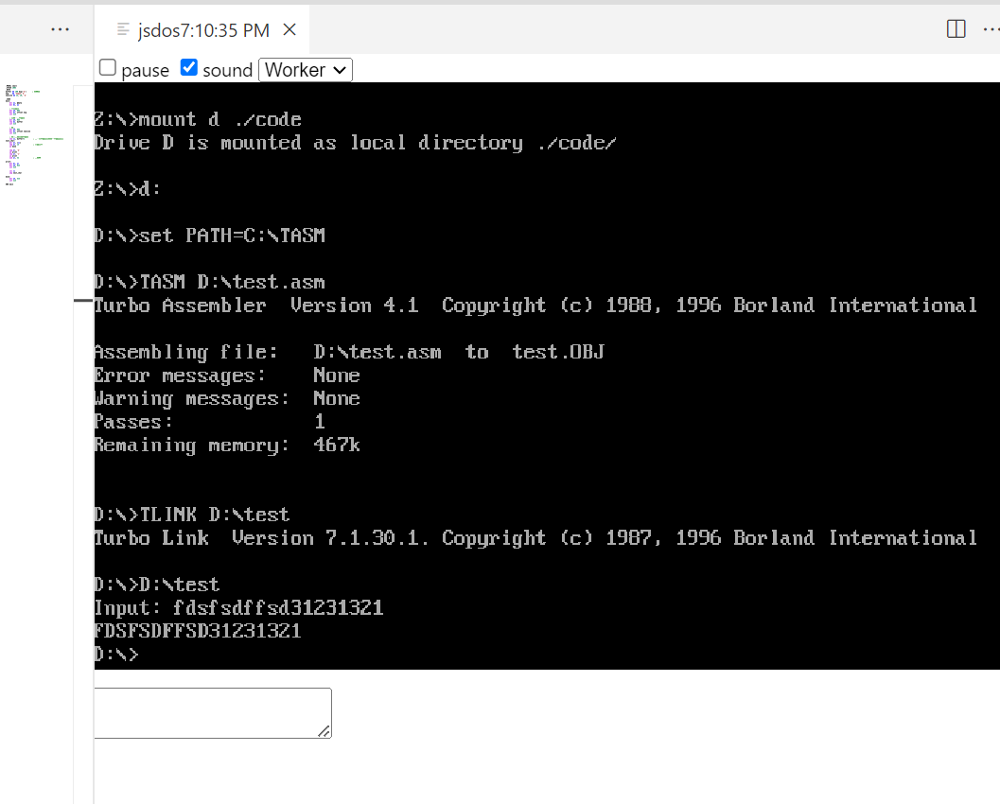 jsdos7:10:35 PM
pause sound Worker
Z:\>mount d ./code
Drive D is mounted as local directory ./code/
Z:\>d:
D:\>set PATH=C:\TASM
D:\>TASM D:\test.asm
Turbo Assembler  Version 4.1  Copyright (c) 1988, 1996 Borland International
Assembling file:   D:\test.asm  to  test.OBJ
Error messages:    None
Warning messages:  None
Passes:            1
Remaining memory:  467k
D:\>TLINK D:\test
Turbo Link  Version 7.1.30.1. Copyright (c) 1987, 1996 Borland International
D:\>D:\test
Input: fdsfsdffsd31231321
FDSFSDFFSD31231321
D:\>